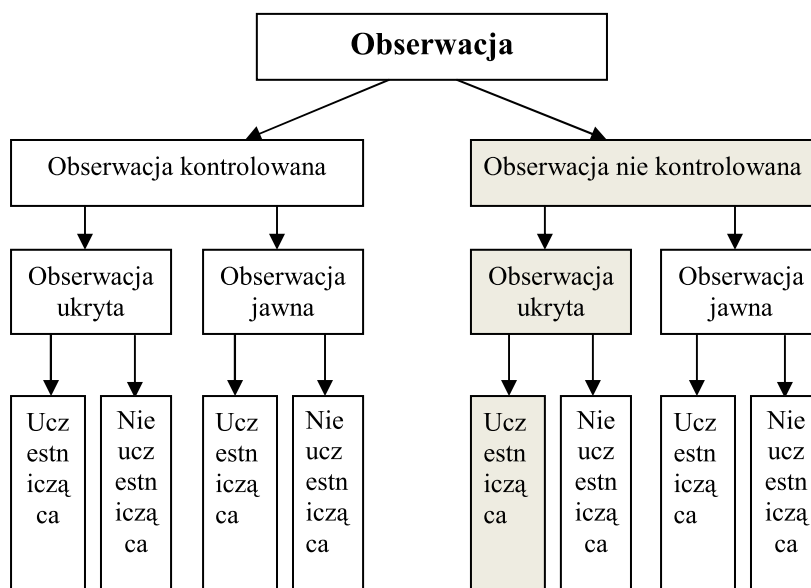 Obserwacja
Obserwacja kontrolowana
Obserwacja nie kontrolowana
Obserwacja
ukryta
Obserwacja
jawna
Obserwacja
ukryta
Obserwacja
jawna
Ucz
estn
iczą
ca
Nie
ucz
estn
iczą
ca
Ucz
estn
iczą
ca
Nie
ucz
estn
iczą
ca
Ucz
estn
iczą
ca
Nie
ucz
estn
iczą
ca
Ucz
estn
iczą
ca
Nie
ucz
estn
iczą
ca